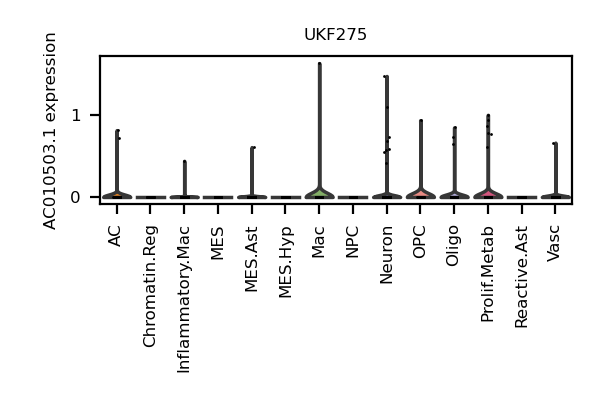 UKF275
AC010503.1 expression
1
0
AC
Chromatin.Reg
Inflammatory.Mac
MES
MES.Ast
MES.Hyp
Mac
NPC
Neuron
OPC
Oligo
Prolif.Metab
Reactive.Ast
Vasc